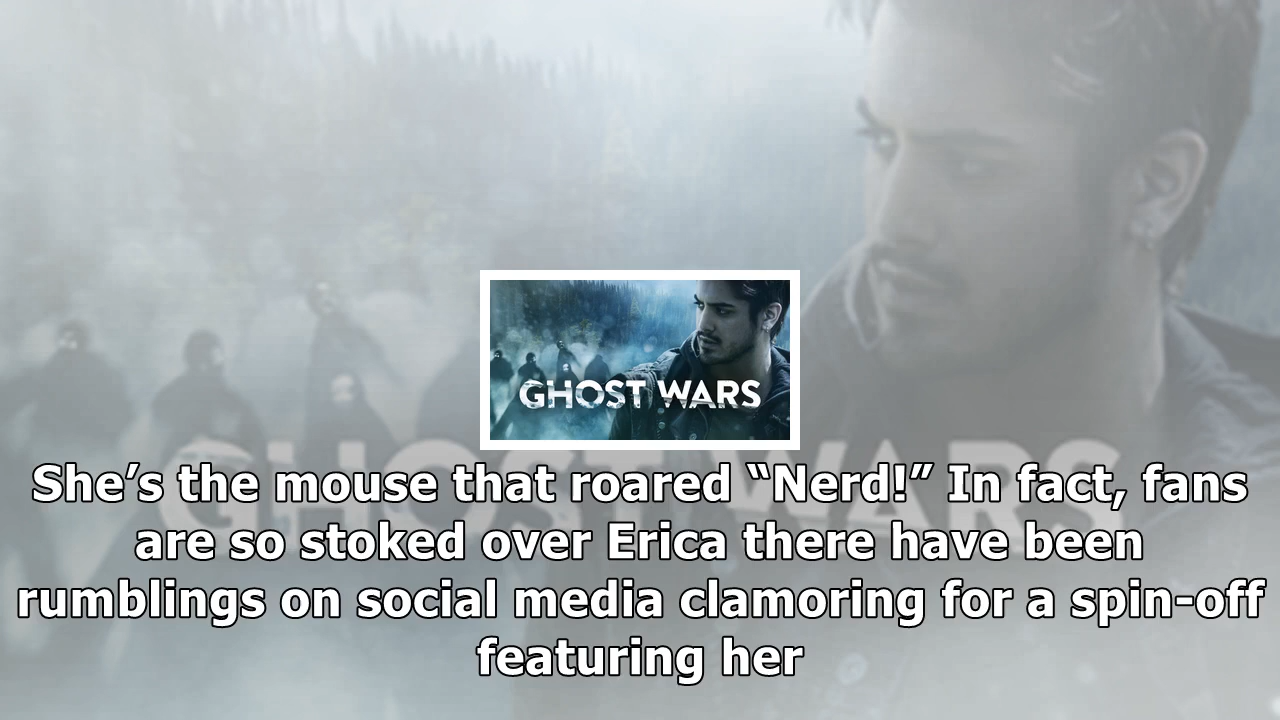 GHOST WARS
She’s the mouse that roared “Nerd!” In fact, fans
are so stoked over Erica there have been
rumblings on social media clamoring for a spin-off
featuring her